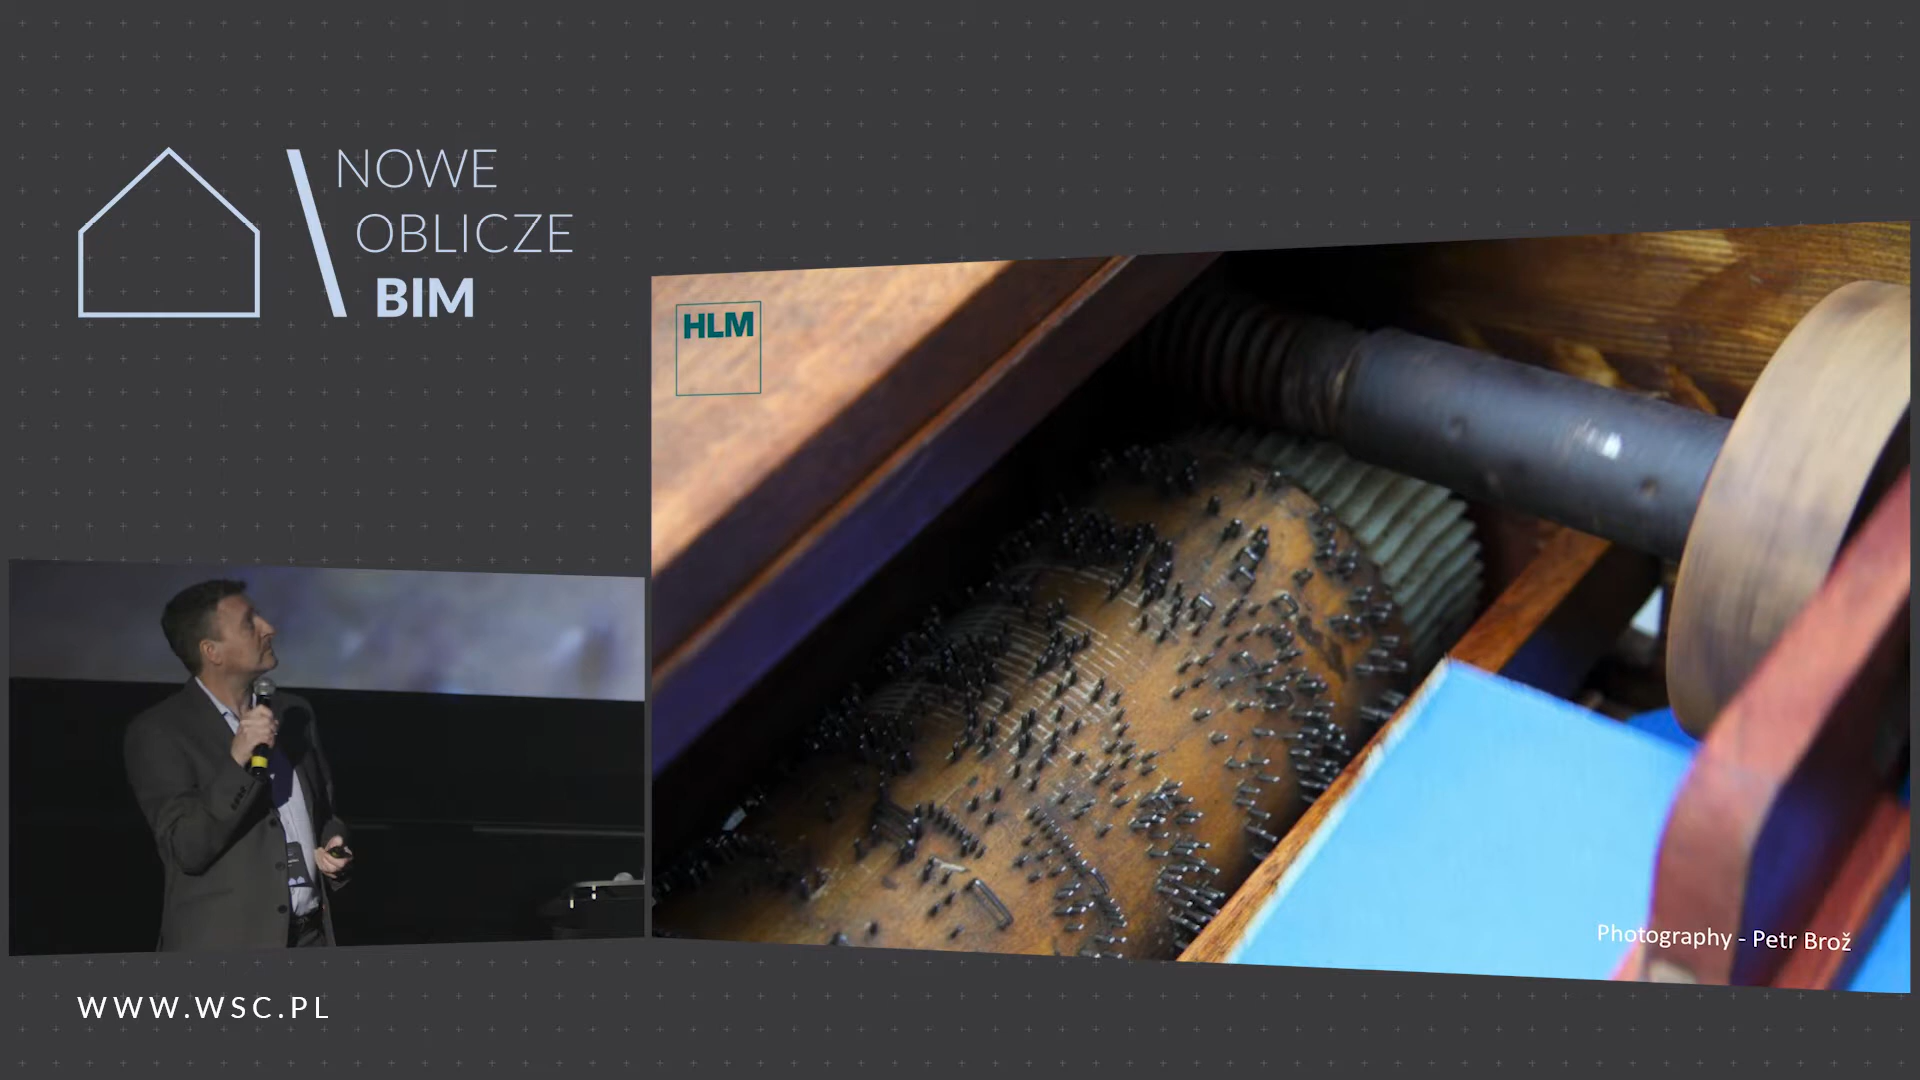 NOWE
OBLICZE
BIM
HLM
Photography - Petr Brož
WWW.WSC.PL